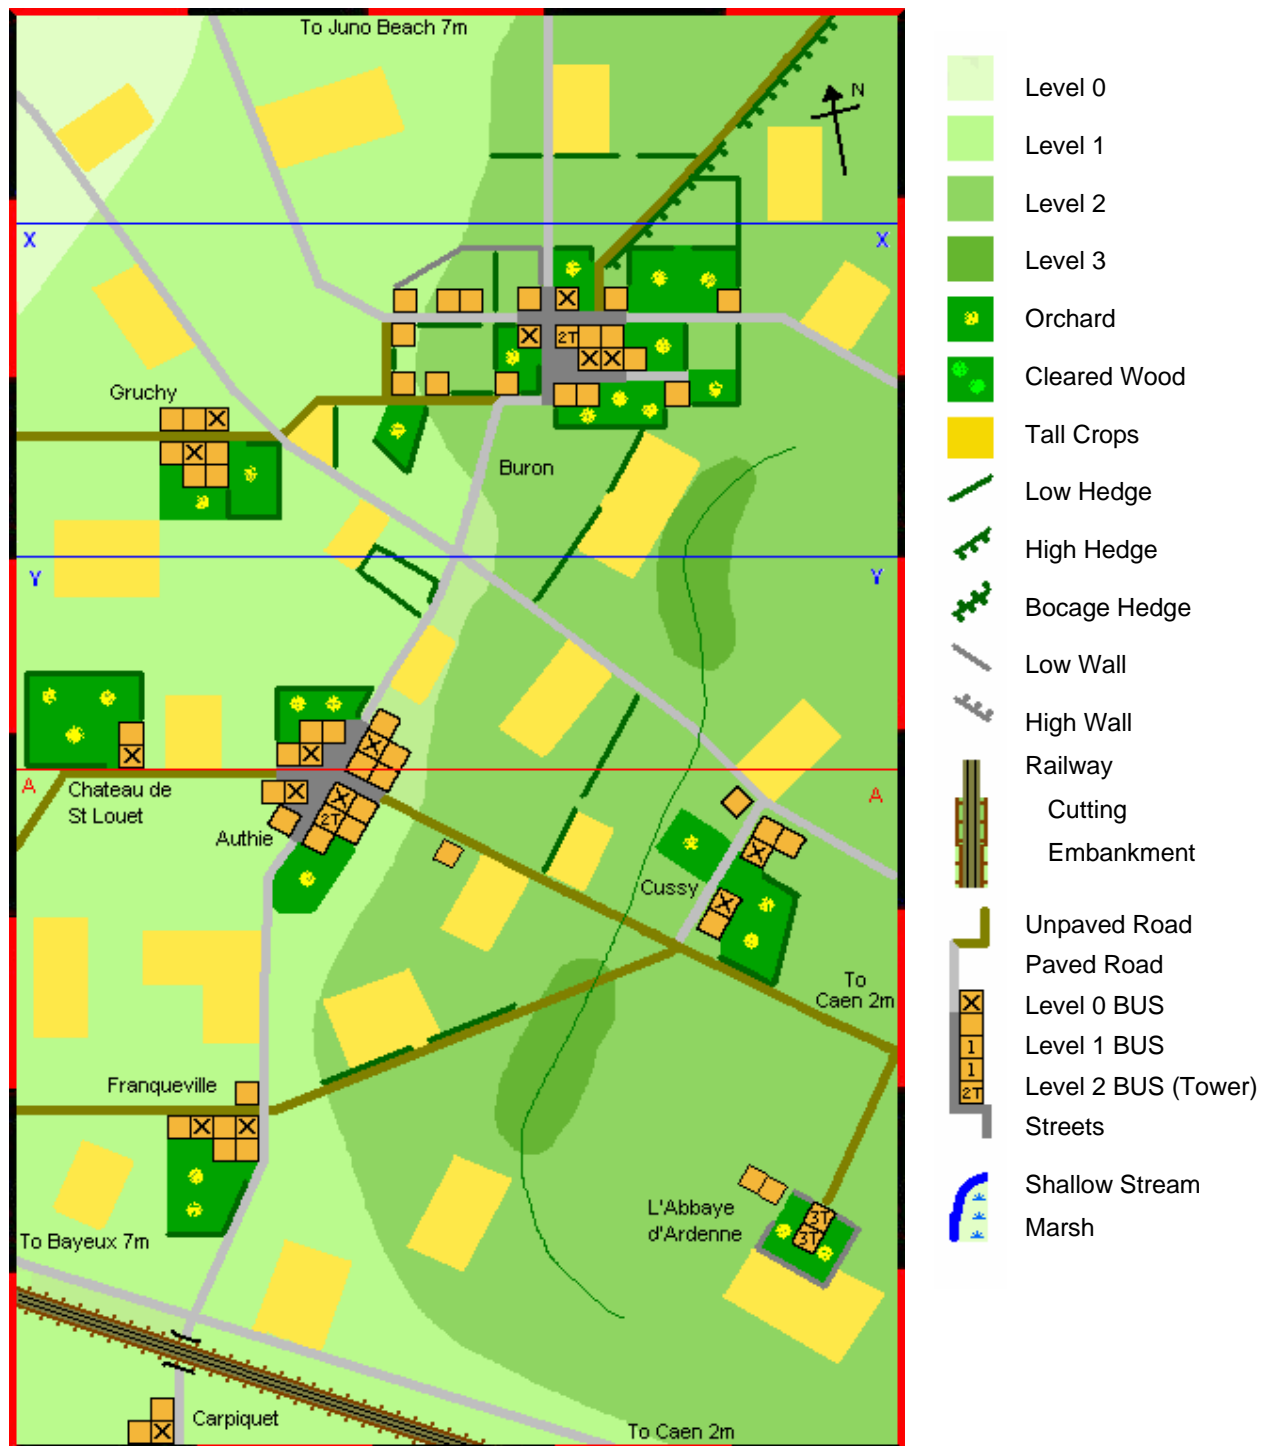 To Juno Beach 7m
N
X
X
2T
Gruchy
Buron
Y
Y
A
A
Chateau de
St Louet
Authie
2T
Cussy
To
Caen 2m
Franqueville
L'Abbaye
d'Ardenne
3T
3T
To Bayeux 7m
Carpiquet
To Caen 2m
Level 0
Level 1
Level 2
Level 3
Orchard
Cleared Wood
Tall Crops
Low Hedge
High Hedge
Bocage Hedge
Low Wall
High Wall
Railway
Cutting
Embankment
Unpaved Road
Paved Road
Level 0 BUS
1 Level 1 BUS
1
2T Level 2 BUS (Tower)
Streets
Shallow Stream
Marsh